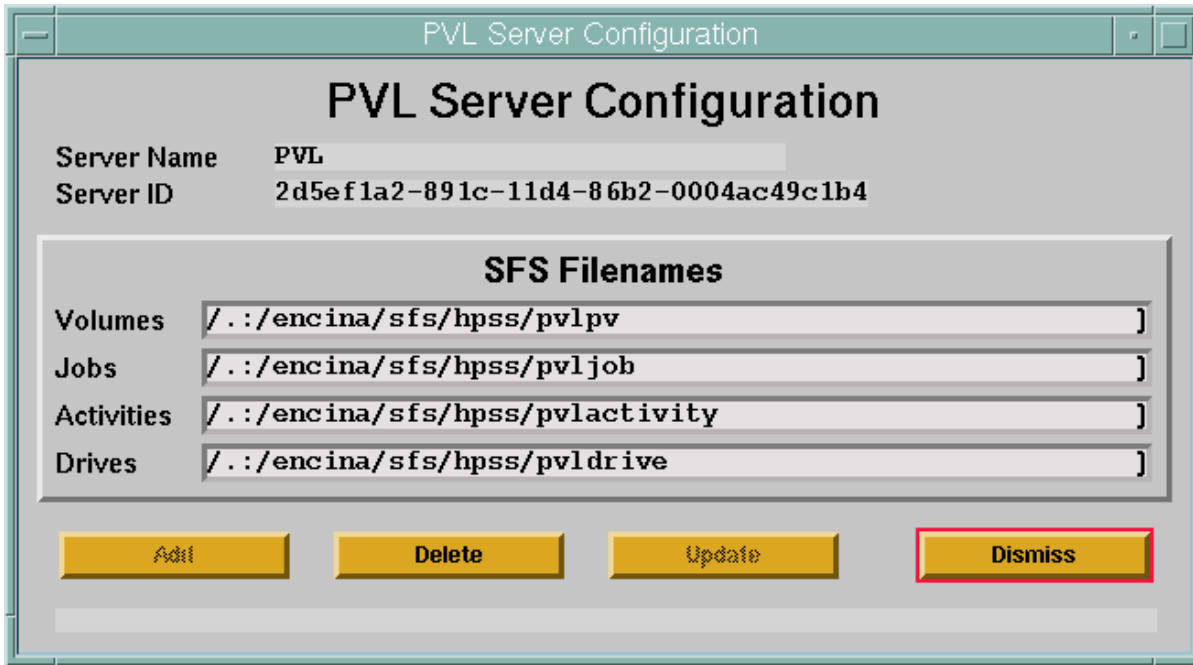 PVL Server Configuration
PVL Server Configuration
Server Name PVL
Server ID 2d5ef1a2-891c-11d4-86b2-0004ac49c1b4
SFS Filenames
Volumes /.:/encina/sfs/hpss/pvlpv ]
Jobs /.:/encina/sfs/hpss/pvljob ]
Activities /.:/encina/sfs/hpss/pvlactivity ]
Drives /.:/encina/sfs/hpss/pvldrive ]
Add Delete Update Dismiss